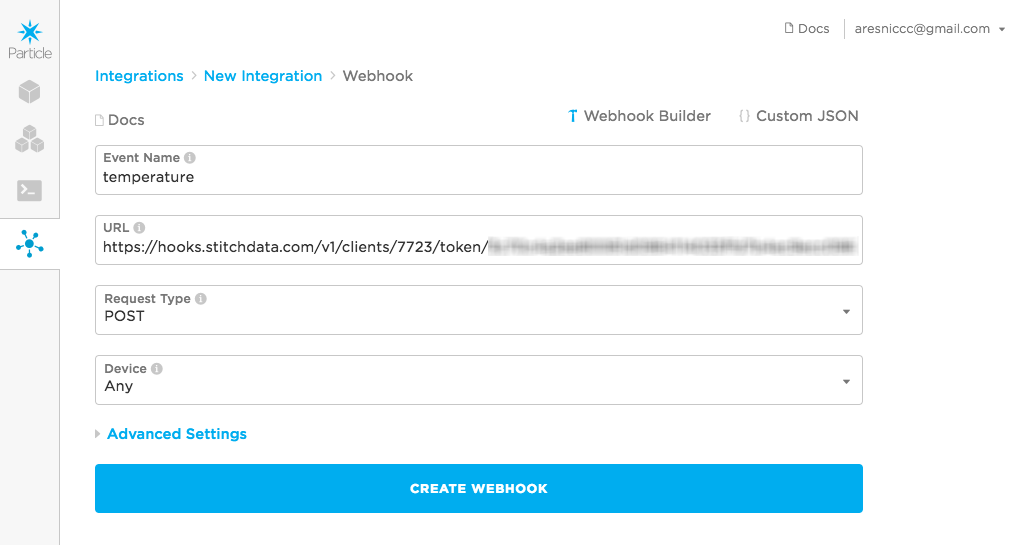 Particle
Docs
aresniccc@gmail.com
Integrations > New Integration > Webhook
Docs
Webhook Builder
{ } Custom JSON
Event Name
temperature
URL
https://hooks.stitchdata.com/v1/clients/7723/token/
Request Type
POST
Device
Any
Advanced Settings
CREATE WEBHOOK